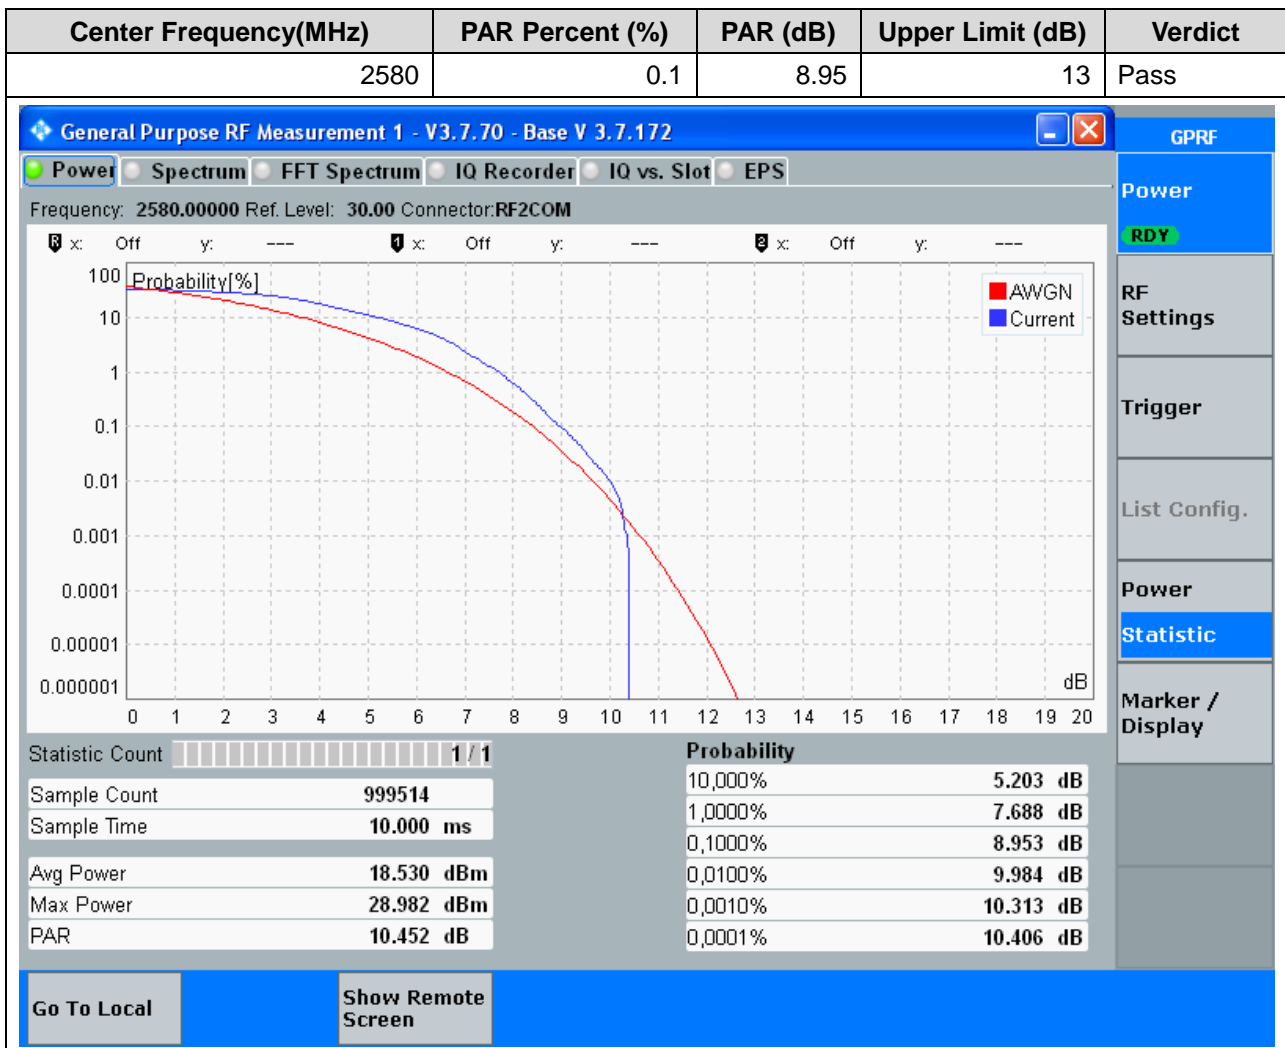 Center Frequency(MHz) PAR Percent (%) PAR (dB) Upper Limit (dB) Verdict
2580 0.1 8.95 13 Pass
General Purpose RF Measurement 1 - V3.7.70 - Base V 3.7.172
GPRF
Power Spectrum FFT Spectrum IQ Recorder IQ vs. Slot EPS
Power
RDY
Frequency: 2580.00000 Ref. Level: 30.00 Connector:RF2COM
R x: Off y: --- 1 x: Off y: --- 2 x: Off y: ---
Probability[%]
AWGN
Current
100
10
1
0.1
0.01
0.001
0.0001
0.00001
0.000001
dB
0 1 2 3 4 5 6 7 8 9 10 11 12 13 14 15 16 17 18 19 20
RF
Settings
Trigger
List Config.
Power
Statistic
Marker /
Display
Statistic Count 1 / 1
Sample Count 999514
Sample Time 10.000 ms
Avg Power 18.530 dBm
Max Power 28.982 dBm
PAR 10.452 dB
Probability
10,000% 5.203 dB
1,0000% 7.688 dB
0,1000% 8.953 dB
0,0100% 9.984 dB
0,0010% 10.313 dB
0,0001% 10.406 dB
Go To Local
Show Remote
Screen